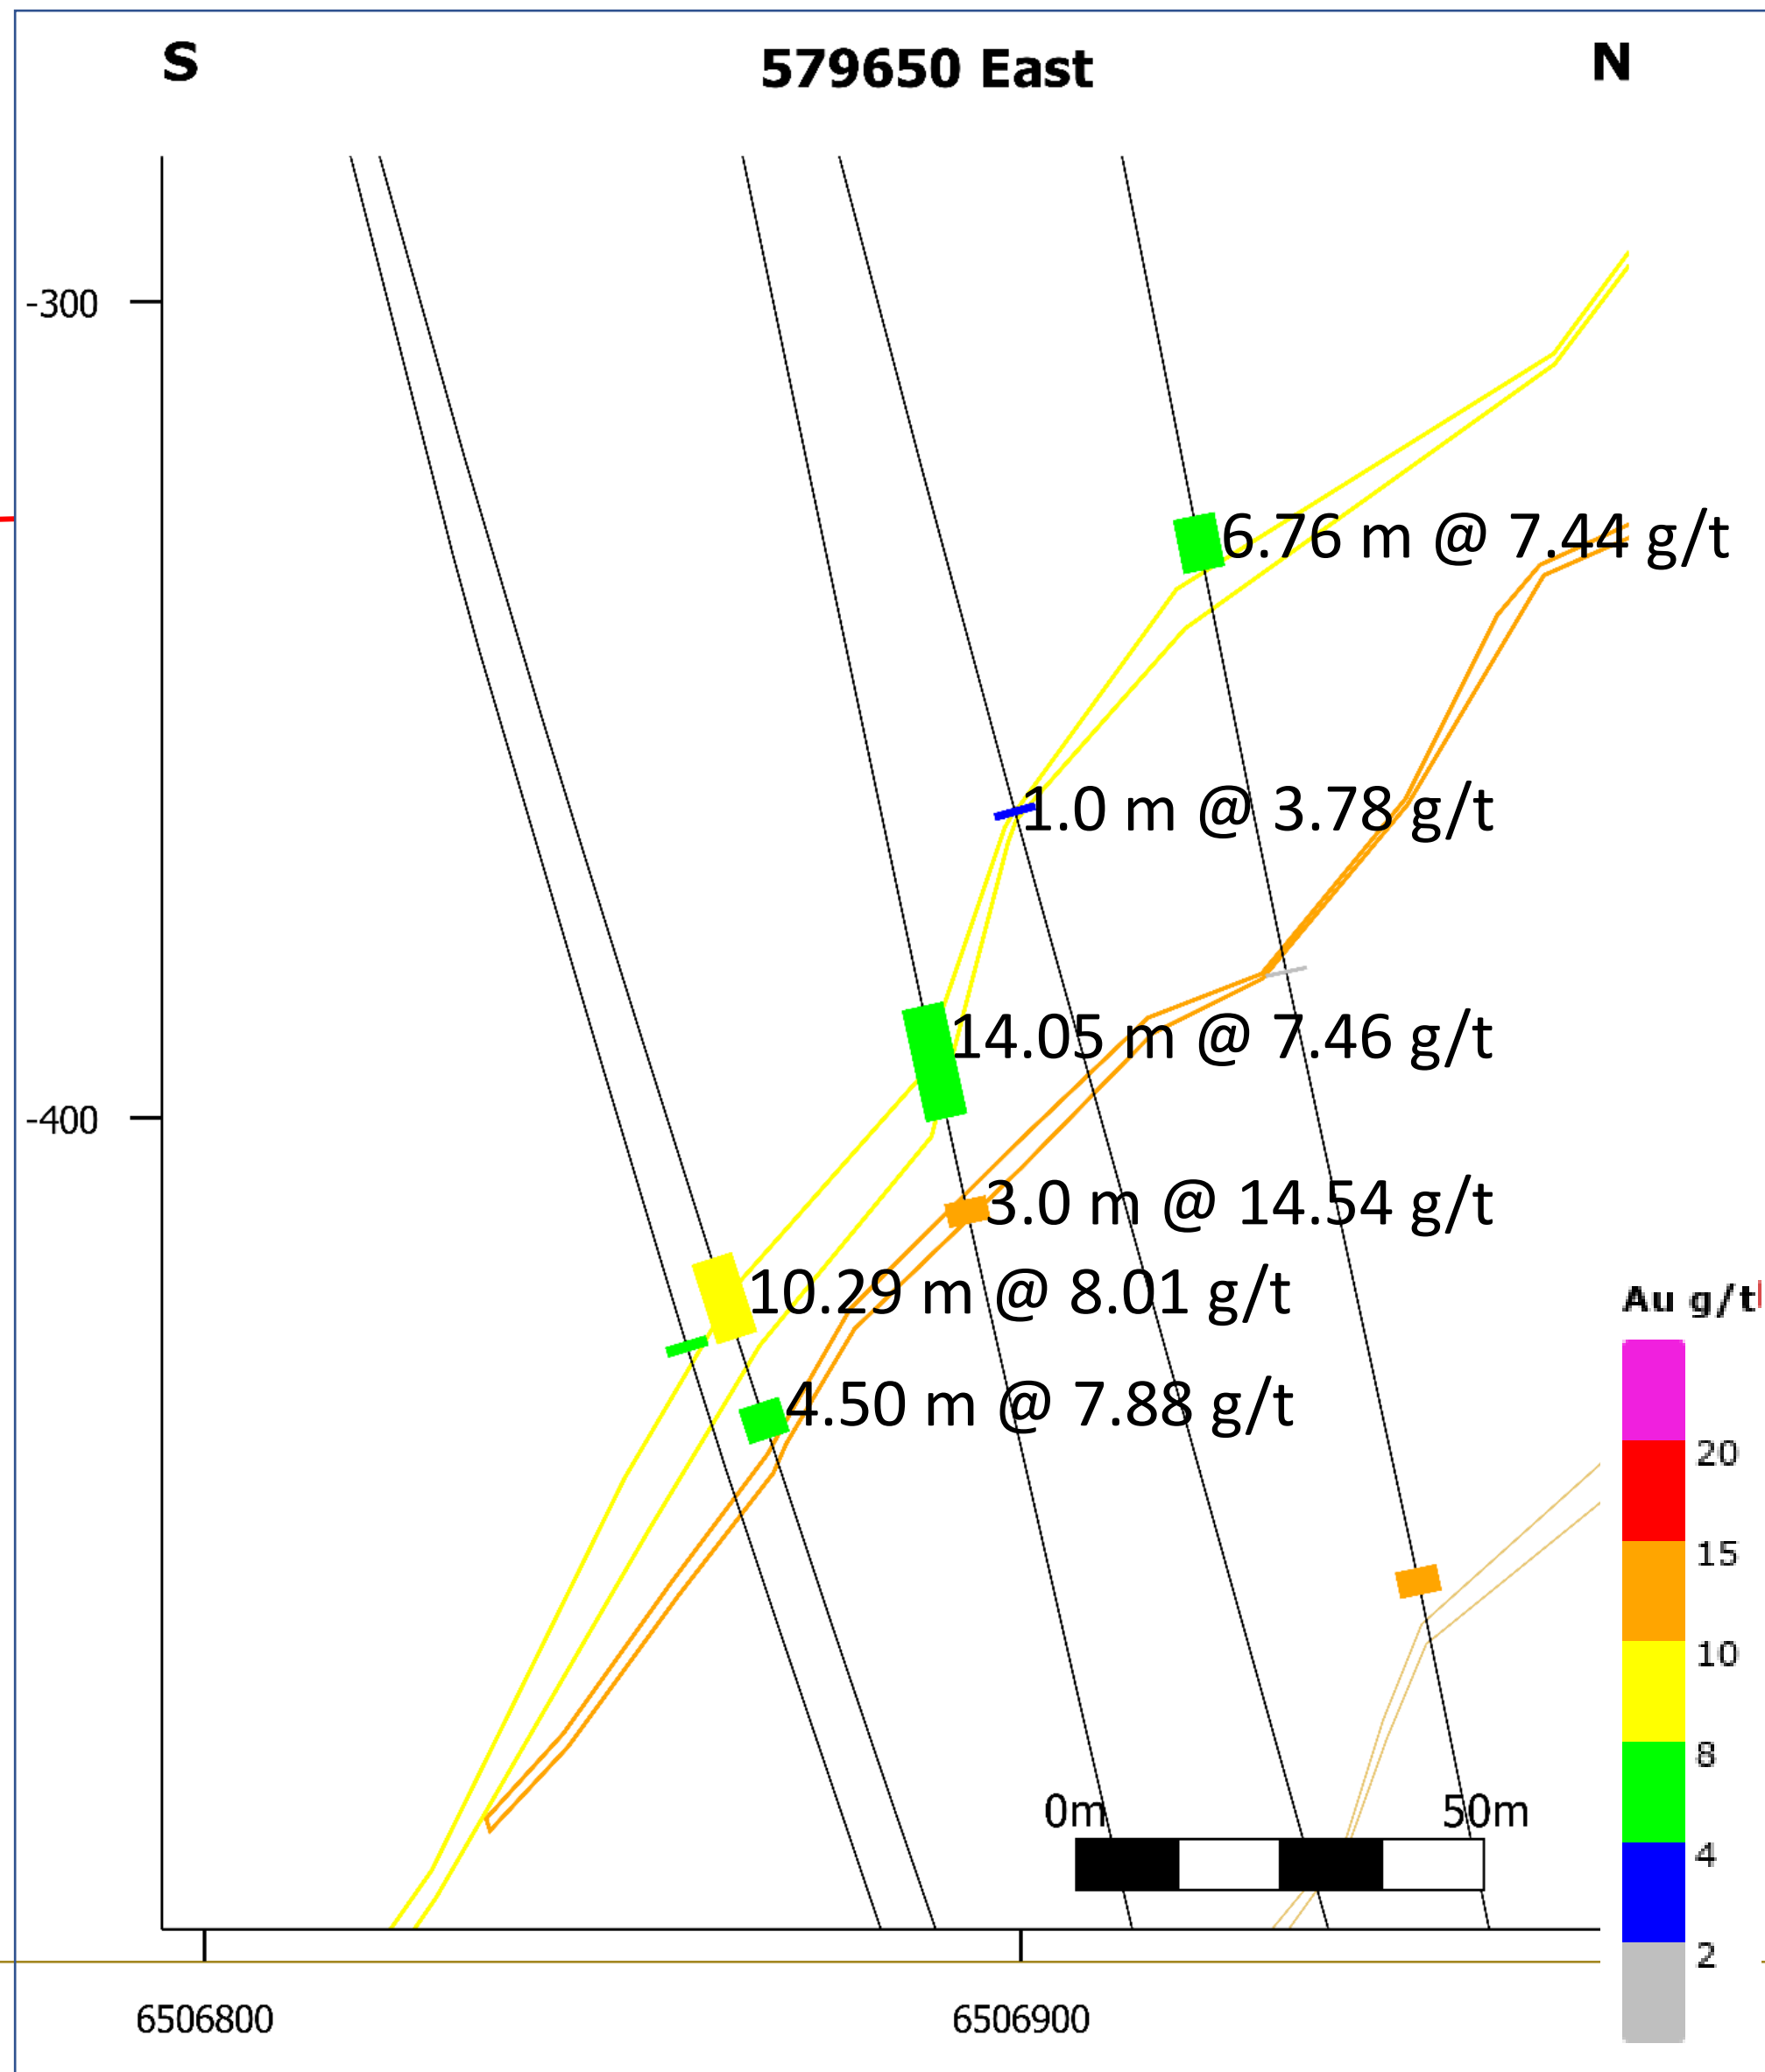 S 579650 East N
-300
6.76 m @ 7.44 g/t
1.0 m @ 3.78 g/t
14.05 m @ 7.46 g/t
-400
3.0 m @ 14.54 g/t
10.29 m @ 8.01 g/t
4.50 m @ 7.88 g/t
Au g/t
20
15
10
8
4
2
0m 50m
6506800 6506900